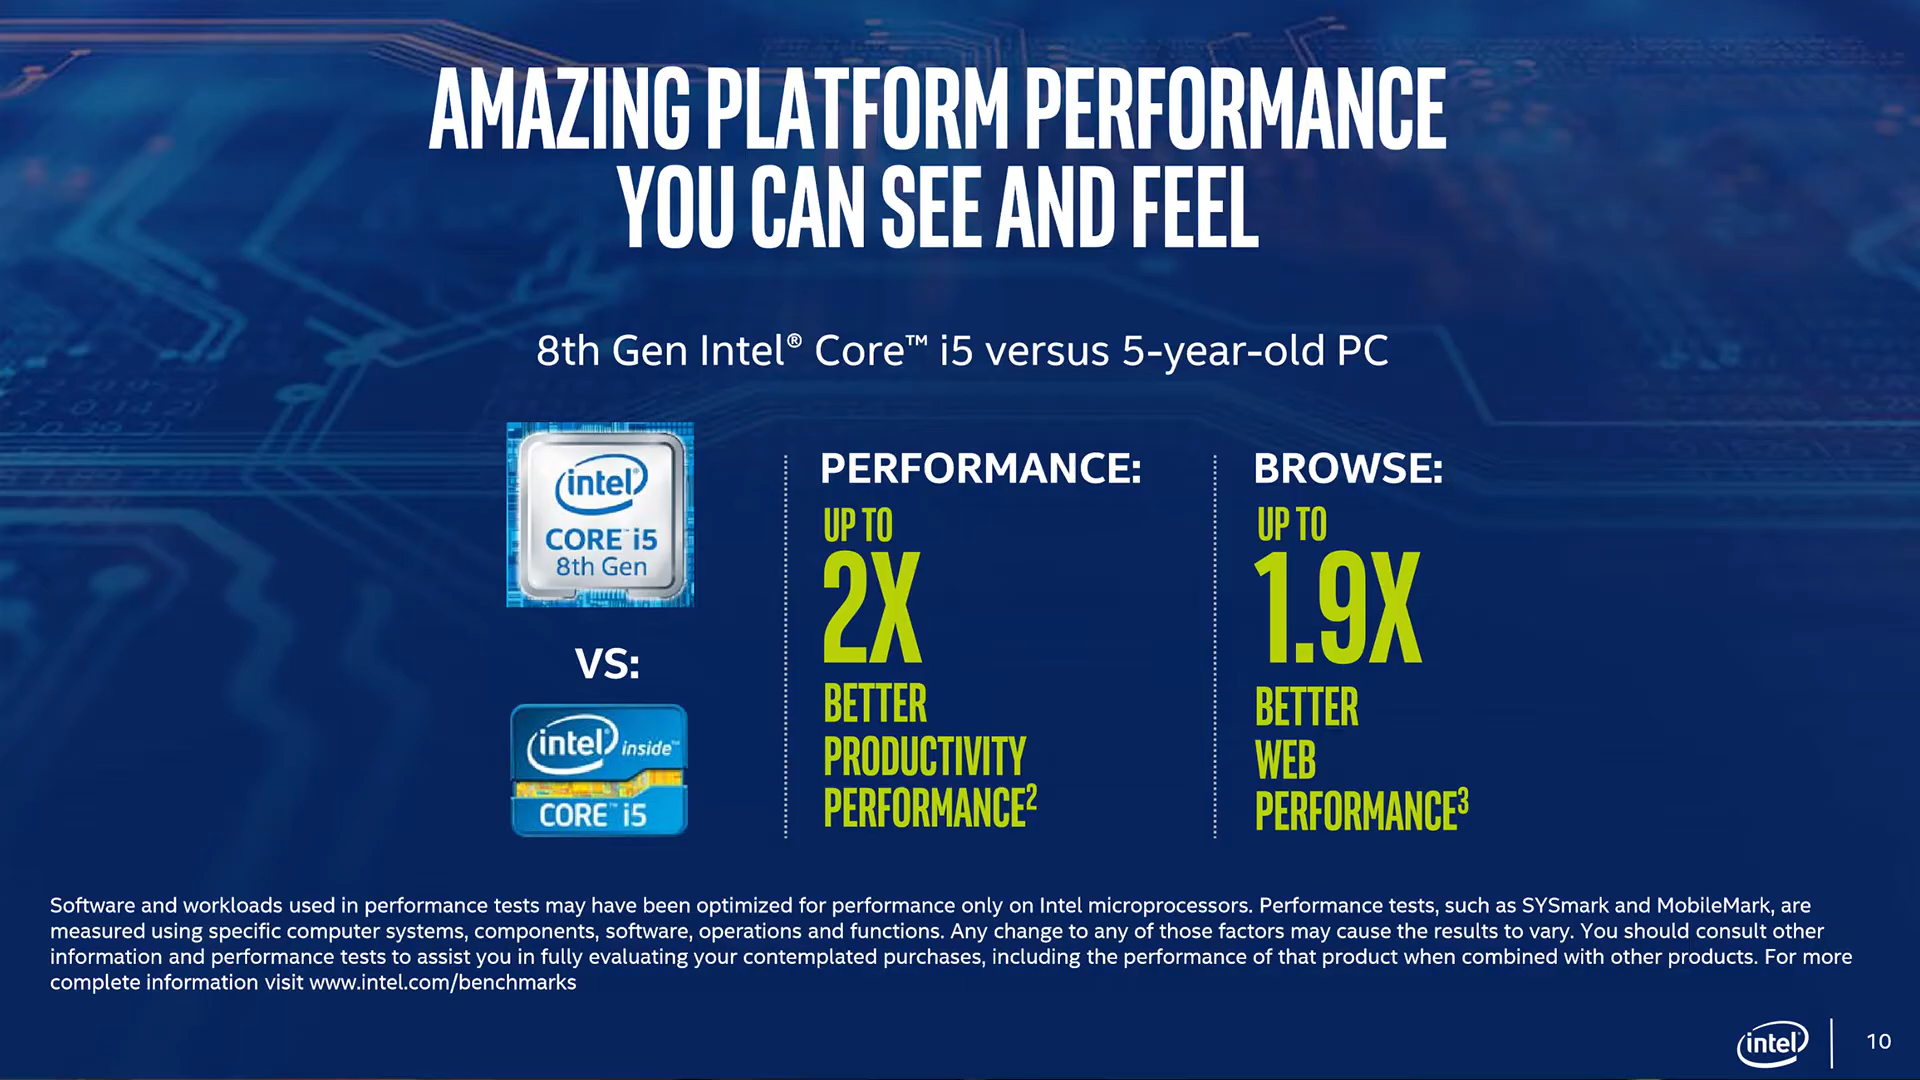 AMAZING PLATFORM PERFORMANCE
YOU CAN SEE AND FEEL
8th Gen Intel® Core™ i5 versus 5-year-old PC
intel®
CORE™ i5
8th Gen
VS:
intel® inside™
CORE™ i5
PERFORMANCE:
UP TO
2X
BETTER
PRODUCTIVITY
PERFORMANCE²
BROWSE:
UP TO
1.9X
BETTER
WEB
PERFORMANCE³
Software and workloads used in performance tests may have been optimized for performance only on Intel microprocessors. Performance tests, such as SYSmark and MobileMark, are
measured using specific computer systems, components, software, operations and functions. Any change to any of those factors may cause the results to vary. You should consult other
information and performance tests to assist you in fully evaluating your contemplated purchases, including the performance of that product when combined with other products. For more
complete information visit www.intel.com/benchmarks
intel®
10